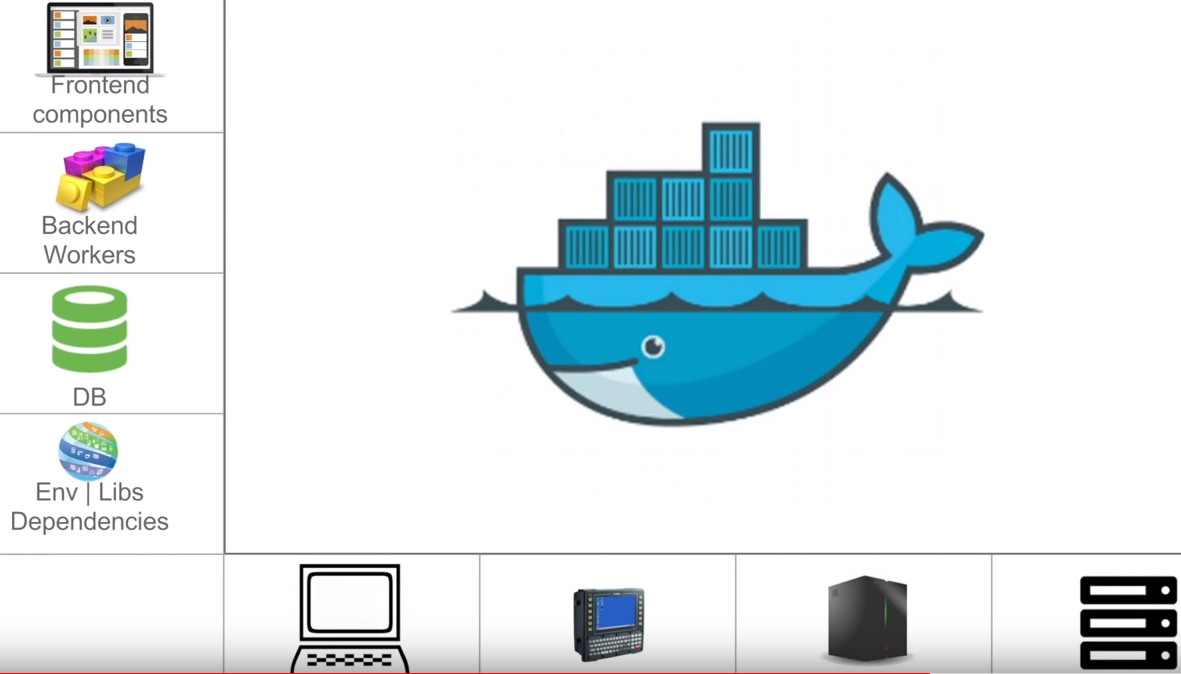 Frontend
components
Backend
Workers
DB
Env | Libs
Dependencies